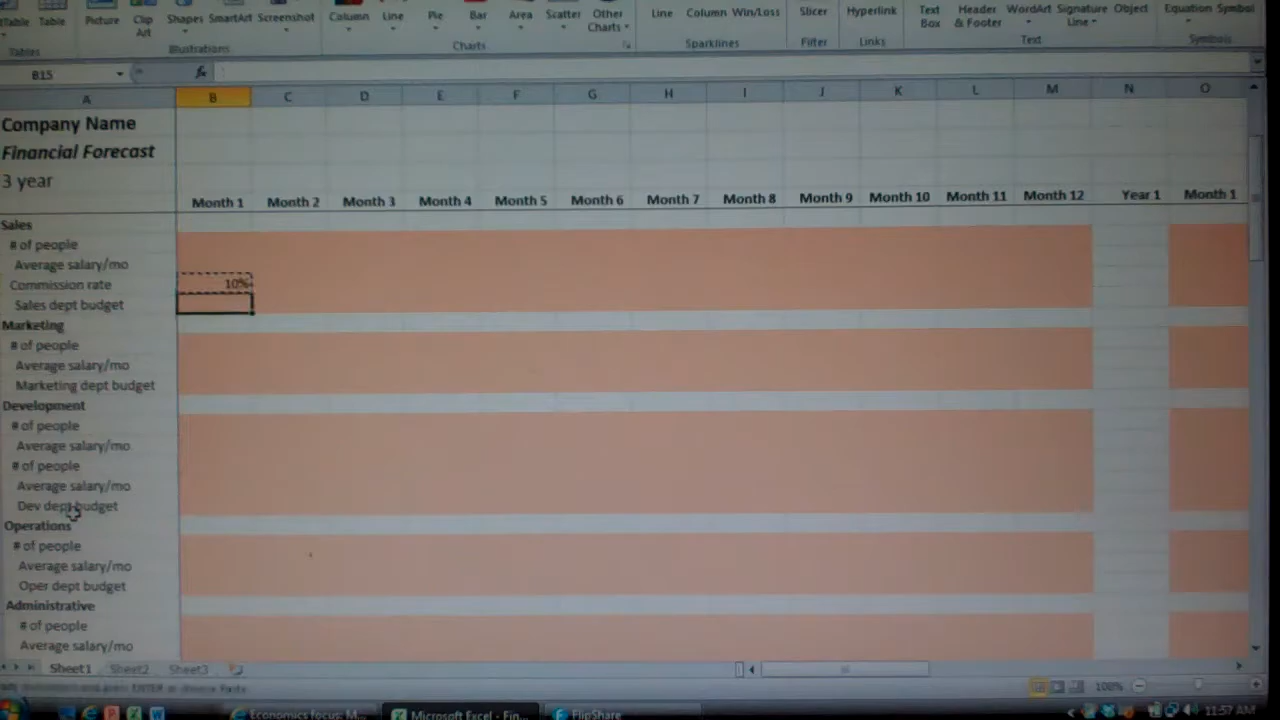 Table Table Picture Clip Art Shapes SmartArt Screenshot Column Line Pie Bar Area Scatter Other Charts Line Column Win/Loss Slicer Hyperlink Text Box Header & Footer WordArt Signature Line Object Equation Symbol
Tables Illustrations Charts Sparklines Filter Links Text Symbols
B15 fx
A B C D E F G H I J K L M N O
Company Name
Financial Forecast
3 year
Month 1 Month 2 Month 3 Month 4 Month 5 Month 6 Month 7 Month 8 Month 9 Month 10 Month 11 Month 12 Year 1 Month 1
Sales
# of people
Average salary/mo
Commission rate 10%
Sales dept budget
Marketing
# of people
Average salary/mo
Marketing dept budget
Development
# of people
Average salary/mo
# of people
Average salary/mo
Dev dept budget
Operations
# of people
Average salary/mo
Oper dept budget
Administrative
# of people
Average salary/mo
Sheet1 Sheet2 Sheet3
ENTER 100%
Economics focus: M... Microsoft Excel - Fin... FlipShare 11:57 AM